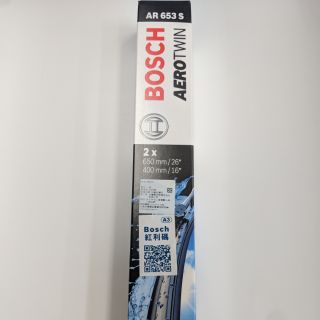 AR 653 S
BOSCH
AEROTWIN
2 x
650 mm / 26"
400 mm / 16"
A3
Bosch
紅利碼